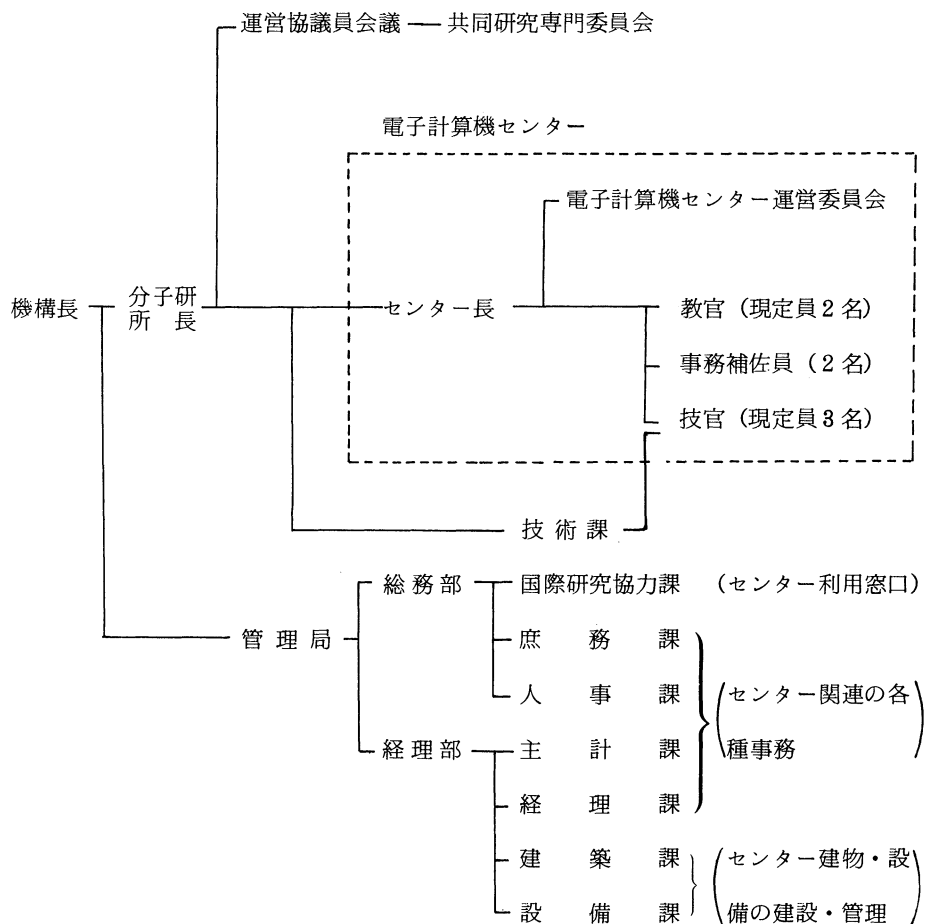 運営協議員会議 共同研究専門委員会
電子計算機センター
電子計算機センター運営委員会
機構長 分子研所長 センター長 教官（現定員2名）
事務補佐員（2名）
技官（現定員3名）
技術課
総務部 国際研究協力課 （センター利用窓口）
管理局 庶務課
人事課 （センター関連の各
経理部 主計課 種事務）
経理課
建築課 （センター建物・設
設備課 備の建設・管理）